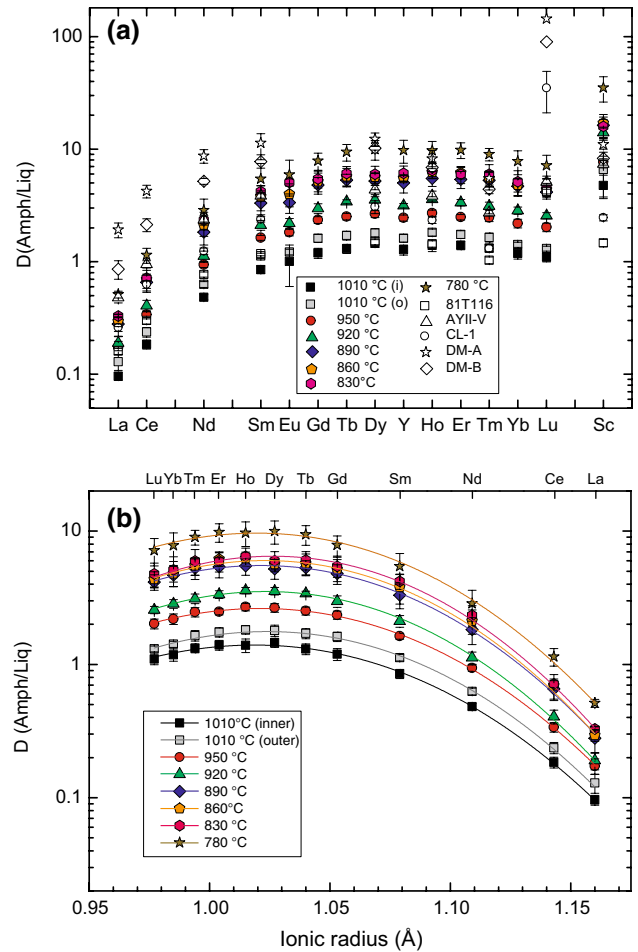 (a)
100
10
1
0.1
D(Amph/Liq)
1010 °C (i)
1010 °C (o)
950 °C
920 °C
890 °C
860 °C
830°C
780 °C
81T116
AYII-V
CL-1
DM-A
DM-B
La Ce Nd Sm Eu Gd Tb Dy Y Ho Er Tm Yb Lu Sc
Lu Yb Tm Er Ho Dy Tb Gd Sm Nd Ce La
(b)
10
1
0.1
D (Amph/Liq)
1010°C (inner)
1010 °C (outer)
950 °C
920 °C
890 °C
860°C
830 °C
780 °C
0.95 1.00 1.05 1.10 1.15
Ionic radius (Å)